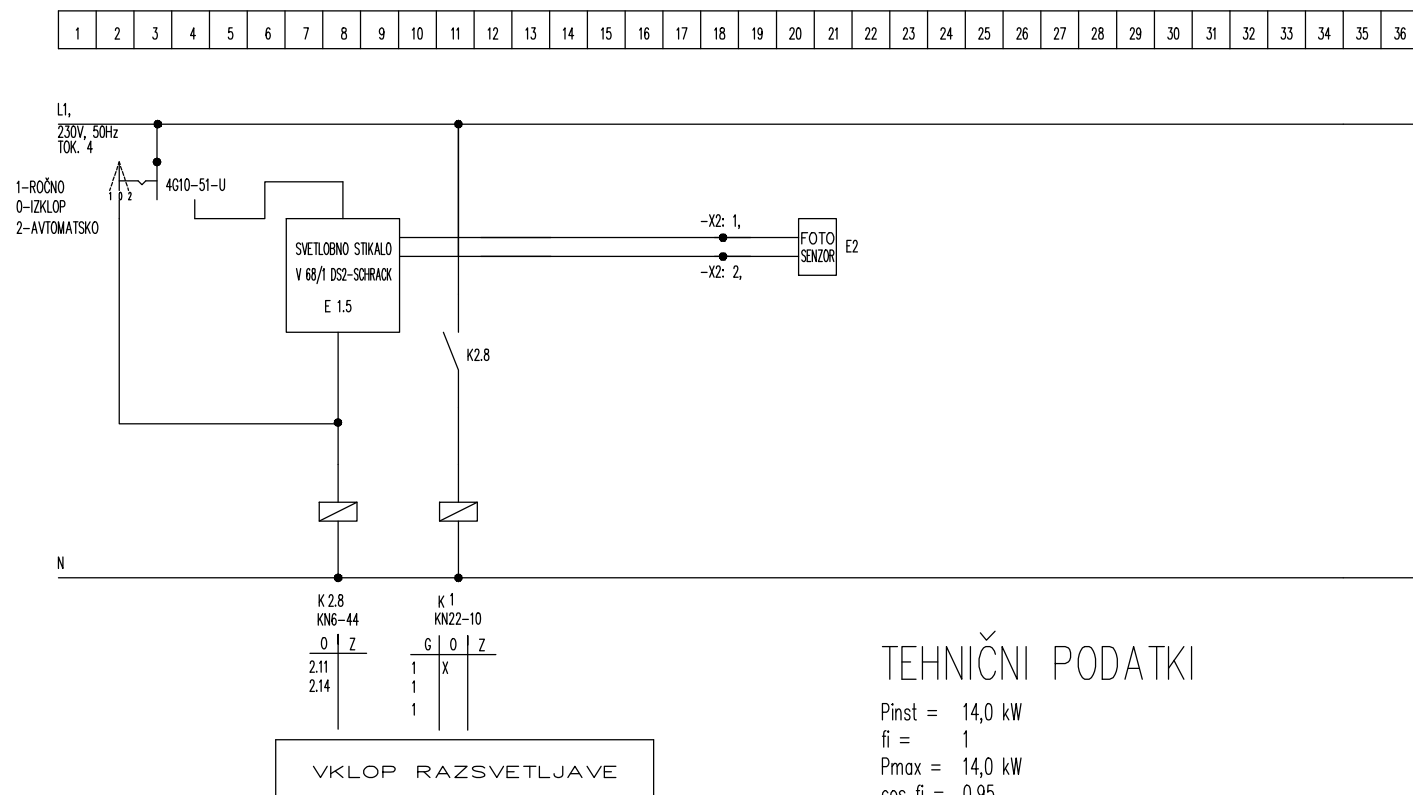 1 2 3 4 5 6 7 8 9 10 11 12 13 14 15 16 17 18 19 20 21 22 23 24 25 26 27 28 29 30 31 32 33 34 35 36
L1,
230V, 50Hz
TOK. 4
1-ROČNO
0-IZKLOP
2-AVTOMATSKO
1 0 2
4G10-51-U
SVETLOBNO STIKALO
V 68/1 DS2-SCHRACK
E 1.5
-X2: 1,
-X2: 2,
FOTO
SENZOR
E2
K2.8
N
K 2.8
KN6-44
O Z
2.11
2.14
K 1
KN22-10
G O Z
1 X
1
1
VKLOP RAZSVETLJAVE
TEHNIČNI PODATKI
Pinst = 14,0 kW
fi = 1
Pmax = 14,0 kW
cos fi = 0,95